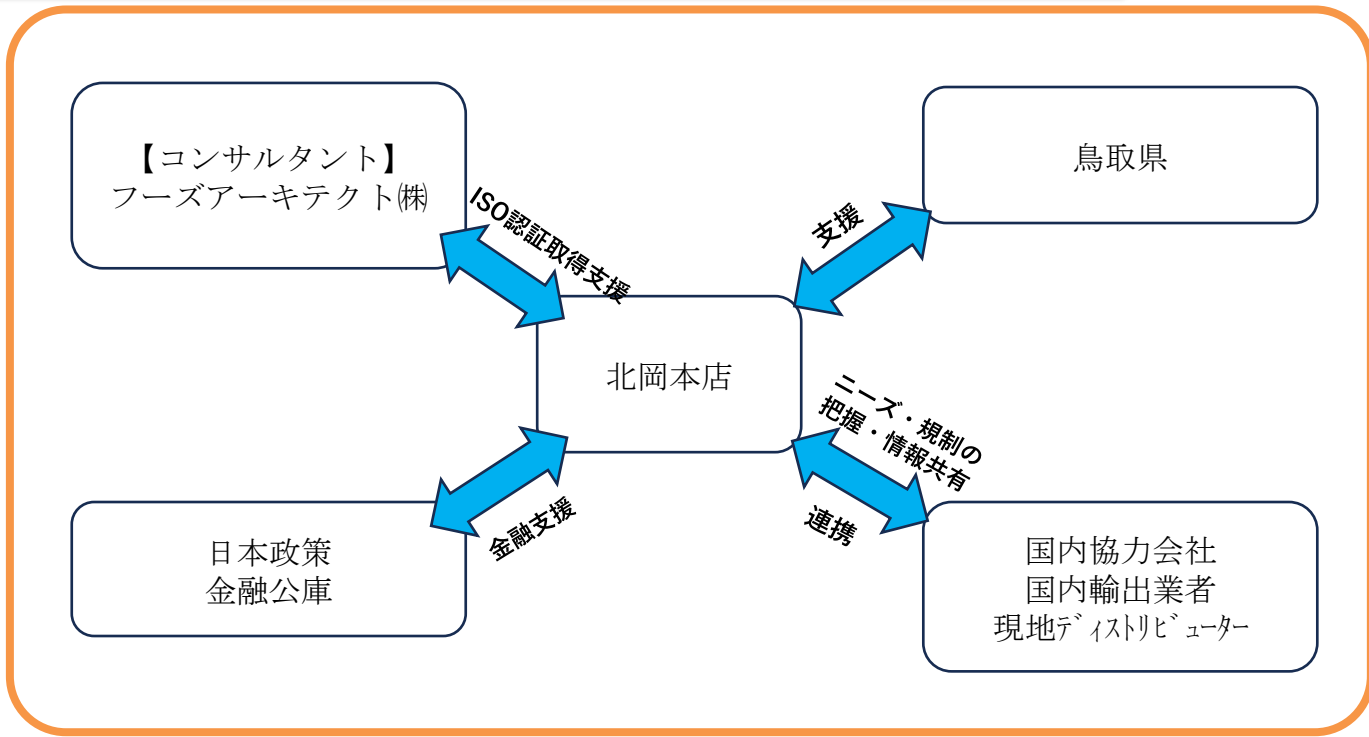 【コンサルタント】
フーズアーキテクト㈱
鳥取県
ISO認証取得支援
支援
北岡本店
ニーズ・規制の
把握・情報共有
金融支援
連携
日本政策
金融公庫
国内協力会社
国内輸出業者
現地ﾃﾞｨｽﾄﾘﾋﾞｭｰﾀｰ